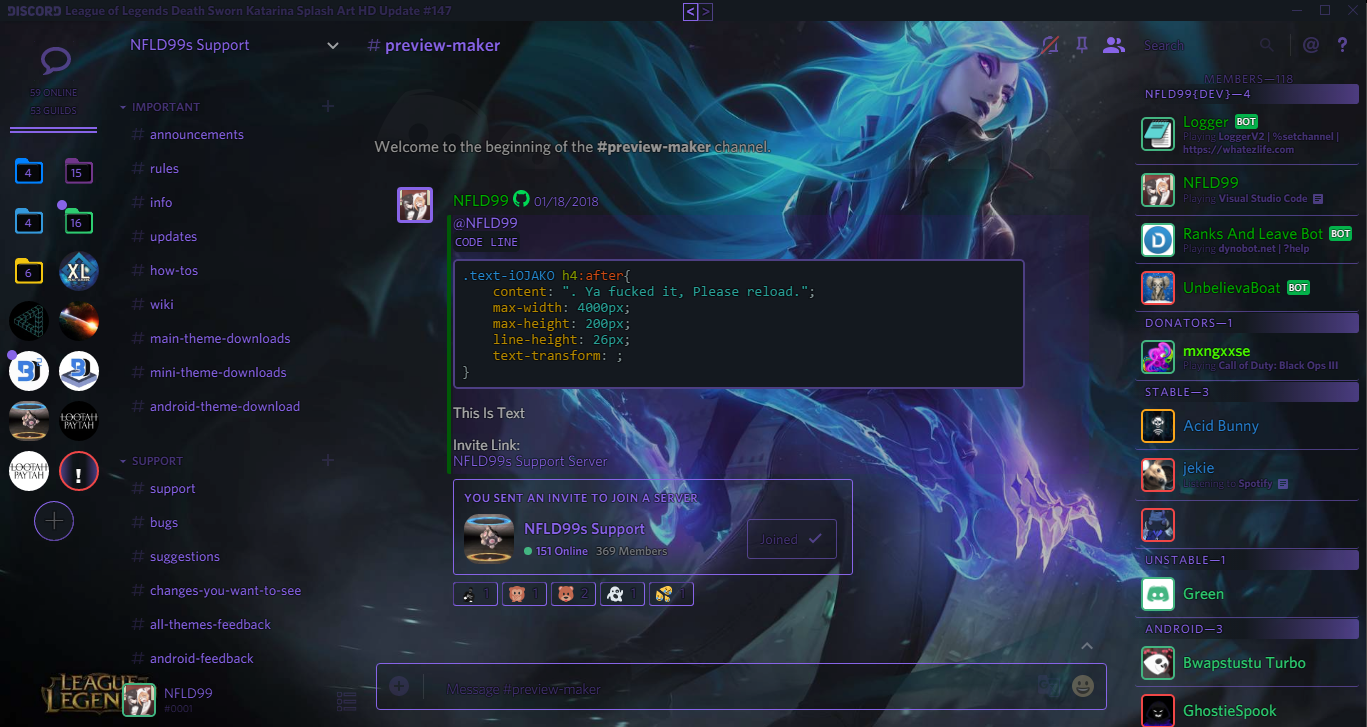 DISCORD League of Legends Death Sworn Katarina Splash Art HD Update #147
< >
59 ONLINE
53 GUILDS
4
15
4
16
6
XL
LOOTAH PAYTAH
LOOTAH PAYTAH
!
NFLD99s Support
IMPORTANT
# announcements
# rules
# info
# updates
# how-tos
# wiki
# main-theme-downloads
# mini-theme-downloads
# android-theme-download
SUPPORT
# support
# bugs
# suggestions
# changes-you-want-to-see
# all-themes-feedback
# android-feedback
LEAGUE
LEGEN
NFLD99
#0001
# preview-maker
Search
@ ?
Welcome to the beginning of the #preview-maker channel.
NFLD99 01/18/2018
@NFLD99
CODE LINE
.text-iOJAKO h4:after{
content: ". Ya fucked it, Please reload.";
max-width: 4000px;
max-height: 200px;
line-height: 26px;
text-transform: ;
}
This Is Text
Invite Link:
NFLD99s Support Server
YOU SENT AN INVITE TO JOIN A SERVER
NFLD99s Support
151 Online 369 Members
Joined
1 1 2 1 1
Message #preview-maker
MEMBERS—118
NFLD99{DEV}—4
Logger BOT
Playing LoggerV2 | %setchannel |
https://whatezlife.com
NFLD99
Playing Visual Studio Code
Ranks And Leave Bot BOT
Playing dynobot.net | ?help
UnbelievaBoat BOT
DONATORS—1
mxngxxse
Playing Call of Duty: Black Ops III
STABLE—3
Acid Bunny
jekie
Listening to Spotify
UNSTABLE—1
Green
ANDROID—3
Bwapstustu Turbo
GhostieSpook